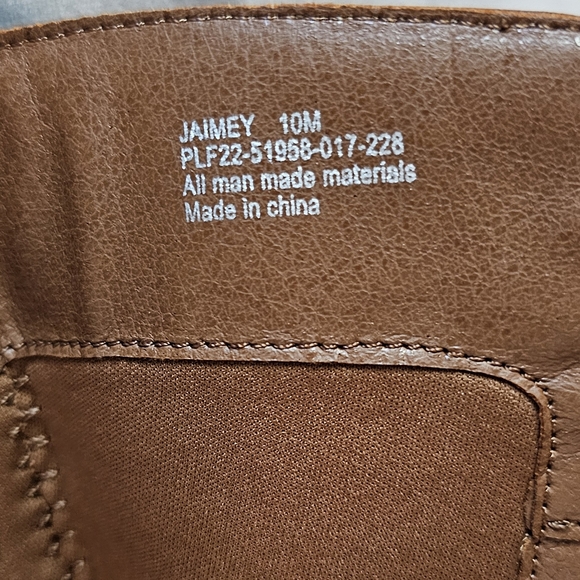 JAIMEY 10M
PLF22-51958-017-228
All man made materials
Made in china